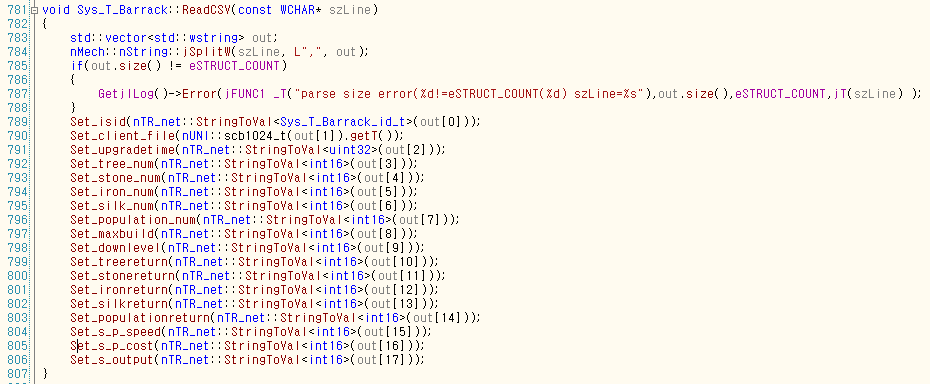 781 void Sys_T_Barrack::ReadCSV(const WCHAR* szLine)
782 {
783 std::vector<std::wstring> out;
784 nMech::nString::jSplitW(szLine, L",", out);
785 if(out.size() != eSTRUCT_COUNT)
786 {
787 GetjILog()->Error(jFUNC1 _T("parse size error(%d!=eSTRUCT_COUNT(%d) szLine=%s"),out.size(),eSTRUCT_COUNT,jT(szLine) );
788 }
789 Set_isid(nTR_net::StringToVal<Sys_T_Barrack_id_t>(out[0]));
790 Set_client_file(nUNI::scb1024_t(out[1]).getT());
791 Set_upgradetime(nTR_net::StringToVal<uint32>(out[2]));
792 Set_tree_num(nTR_net::StringToVal<int16>(out[3]));
793 Set_stone_num(nTR_net::StringToVal<int16>(out[4]));
794 Set_iron_num(nTR_net::StringToVal<int16>(out[5]));
795 Set_silk_num(nTR_net::StringToVal<int16>(out[6]));
796 Set_population_num(nTR_net::StringToVal<int16>(out[7]));
797 Set_maxbuild(nTR_net::StringToVal<int16>(out[8]));
798 Set_downlevel(nTR_net::StringToVal<int16>(out[9]));
799 Set_treereturn(nTR_net::StringToVal<int16>(out[10]));
800 Set_stonereturn(nTR_net::StringToVal<int16>(out[11]));
801 Set_ironreturn(nTR_net::StringToVal<int16>(out[12]));
802 Set_silkreturn(nTR_net::StringToVal<int16>(out[13]));
803 Set_populationreturn(nTR_net::StringToVal<int16>(out[14]));
804 Set_s_p_speed(nTR_net::StringToVal<int16>(out[15]));
805 Set_s_p_cost(nTR_net::StringToVal<int16>(out[16]));
806 Set_s_output(nTR_net::StringToVal<int16>(out[17]));
807 }